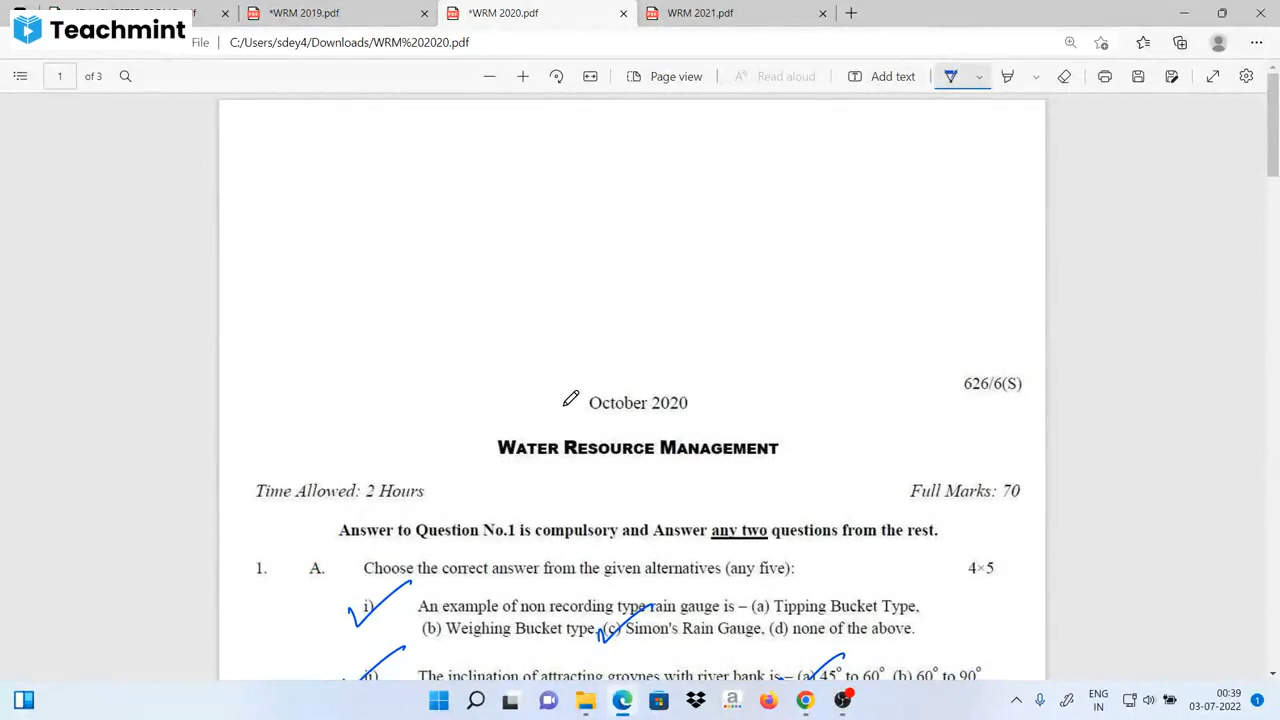 *WRM 2019.pdf
*WRM 2020.pdf
WRM 2021.pdf
Teachmint
File
C:/Users/sdey4/Downloads/WRM%202020.pdf
1
of 3
Page view
Read aloud
Add text
626/6(S)
October 2020
WATER RESOURCE MANAGEMENT
Time Allowed: 2 Hours
Full Marks: 70
Answer to Question No.1 is compulsory and Answer any two questions from the rest.
1. A. Choose the correct answer from the given alternatives (any five): 4×5
i) An example of non recording type rain gauge is – (a) Tipping Bucket Type,
(b) Weighing Bucket type, (c) Simon's Rain Gauge, (d) none of the above.
ii) The inclination of attracting groynes with river bank is – (a) 45° to 60° (b) 60° to 90°
ENG
IN
00:39
03-07-2022
1